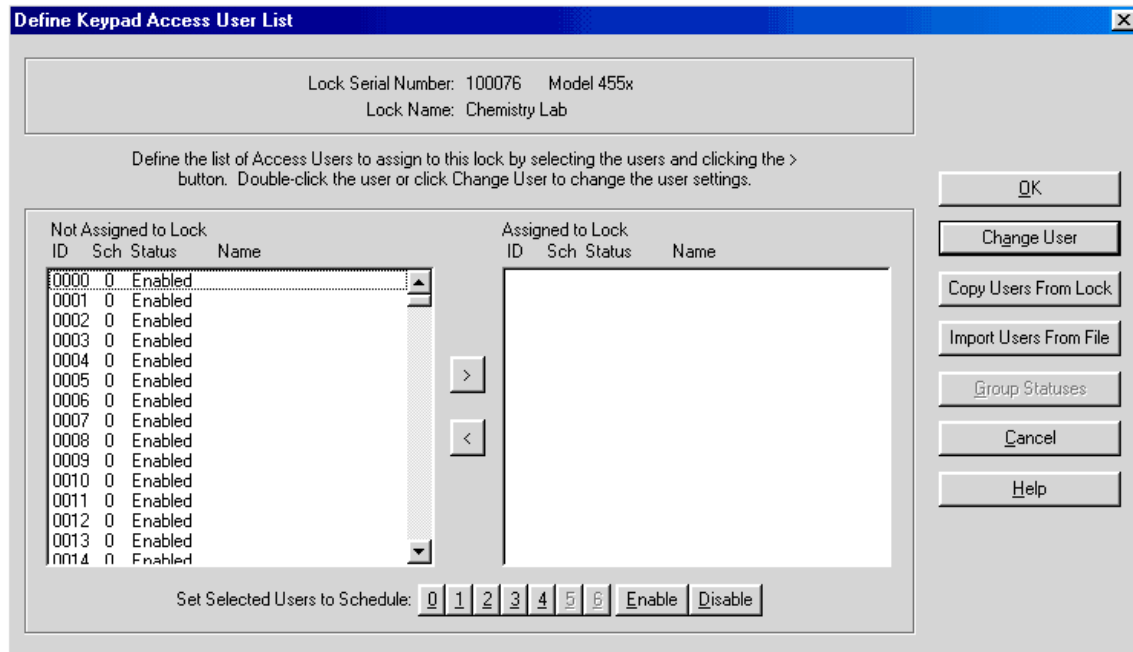 Define Keypad Access User List
Lock Serial Number: 100076 Model 455x
Lock Name: Chemistry Lab
Define the list of Access Users to assign to this lock by selecting the users and clicking the >
button. Double-click the user or click Change User to change the user settings.
Not Assigned to Lock
ID Sch Status Name
0000 0 Enabled
0001 0 Enabled
0002 0 Enabled
0003 0 Enabled
0004 0 Enabled
0005 0 Enabled
0006 0 Enabled
0007 0 Enabled
0008 0 Enabled
0009 0 Enabled
0010 0 Enabled
0011 0 Enabled
0012 0 Enabled
0013 0 Enabled
0014 0 Enabled
>
<
Assigned to Lock
ID Sch Status Name
Set Selected Users to Schedule: 0 1 2 3 4 5 6 Enable Disable
OK
Change User
Copy Users From Lock
Import Users From File
Group Statuses
Cancel
Help